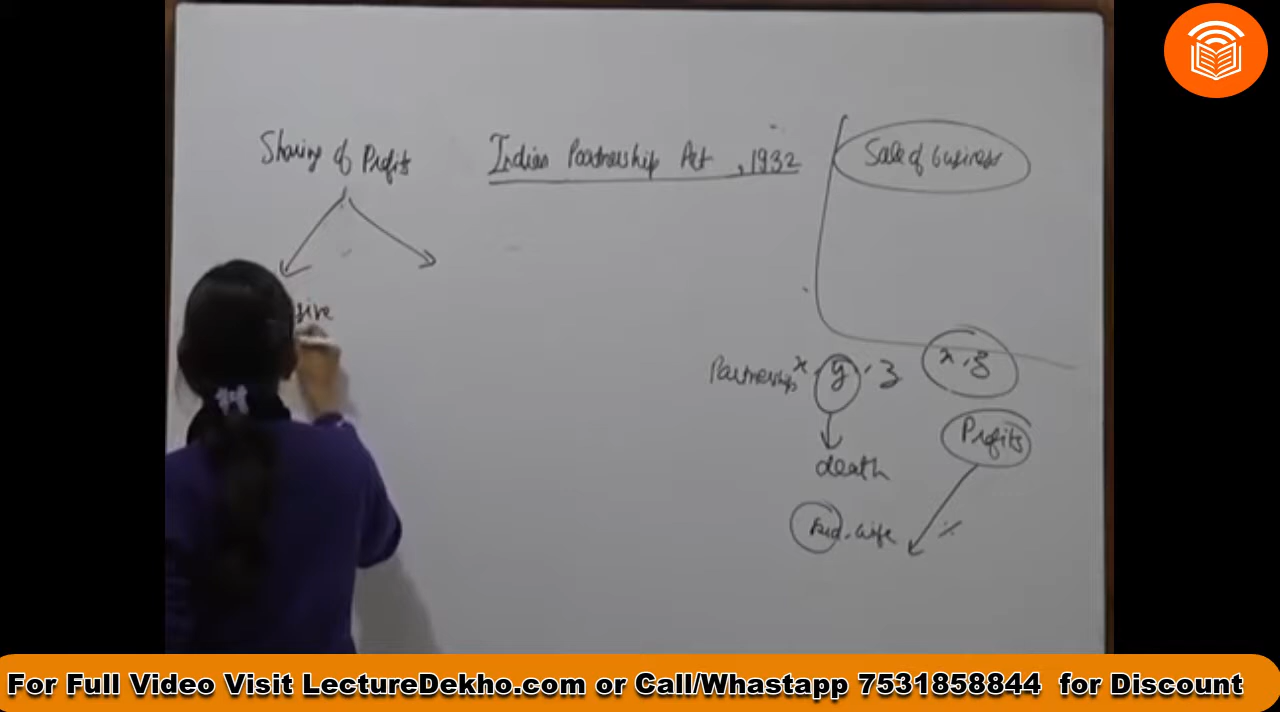 Sharing of Profits
Indian Partnership Act, 1932
Sale of business
sive
Partnership x, y, z
x, z
Profits
death
wife
%
For Full Video Visit LectureDekho.com or Call/Whastapp 7531858844 for Discount